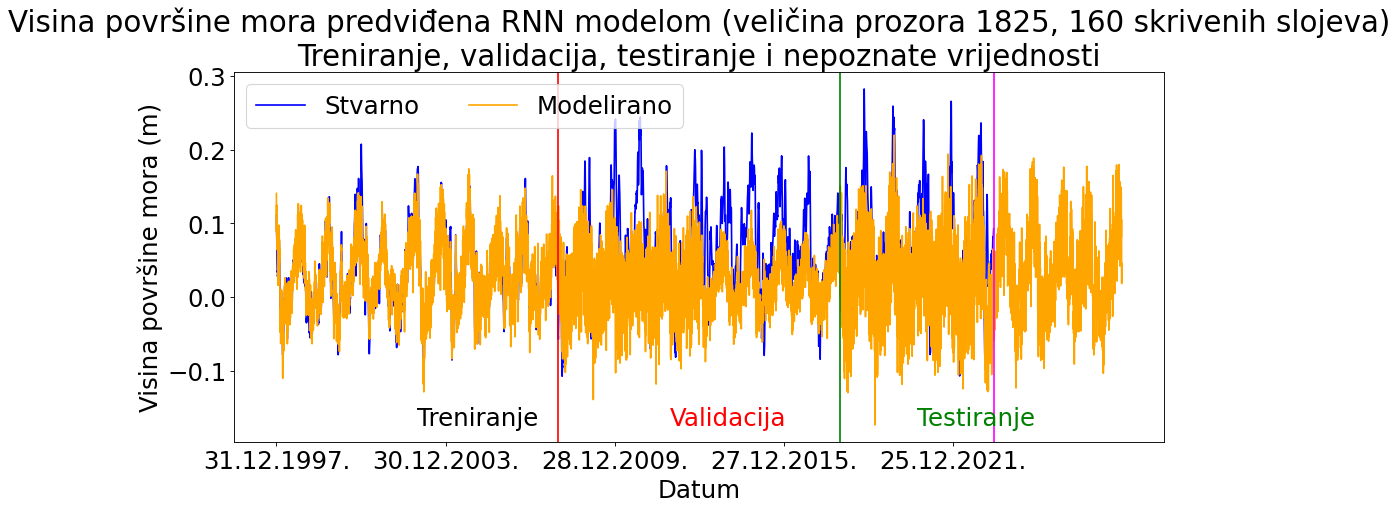 Visina površine mora predviđena RNN modelom (veličina prozora 1825, 160 skrivenih slojeva)
Treniranje, validacija, testiranje i nepoznate vrijednosti
Stvarno
Modelirano
Visina površine mora (m)
0.3
0.2
0.1
0.0
−0.1
Treniranje
Validacija
Testiranje
31.12.1997.
30.12.2003.
28.12.2009.
27.12.2015.
25.12.2021.
Datum